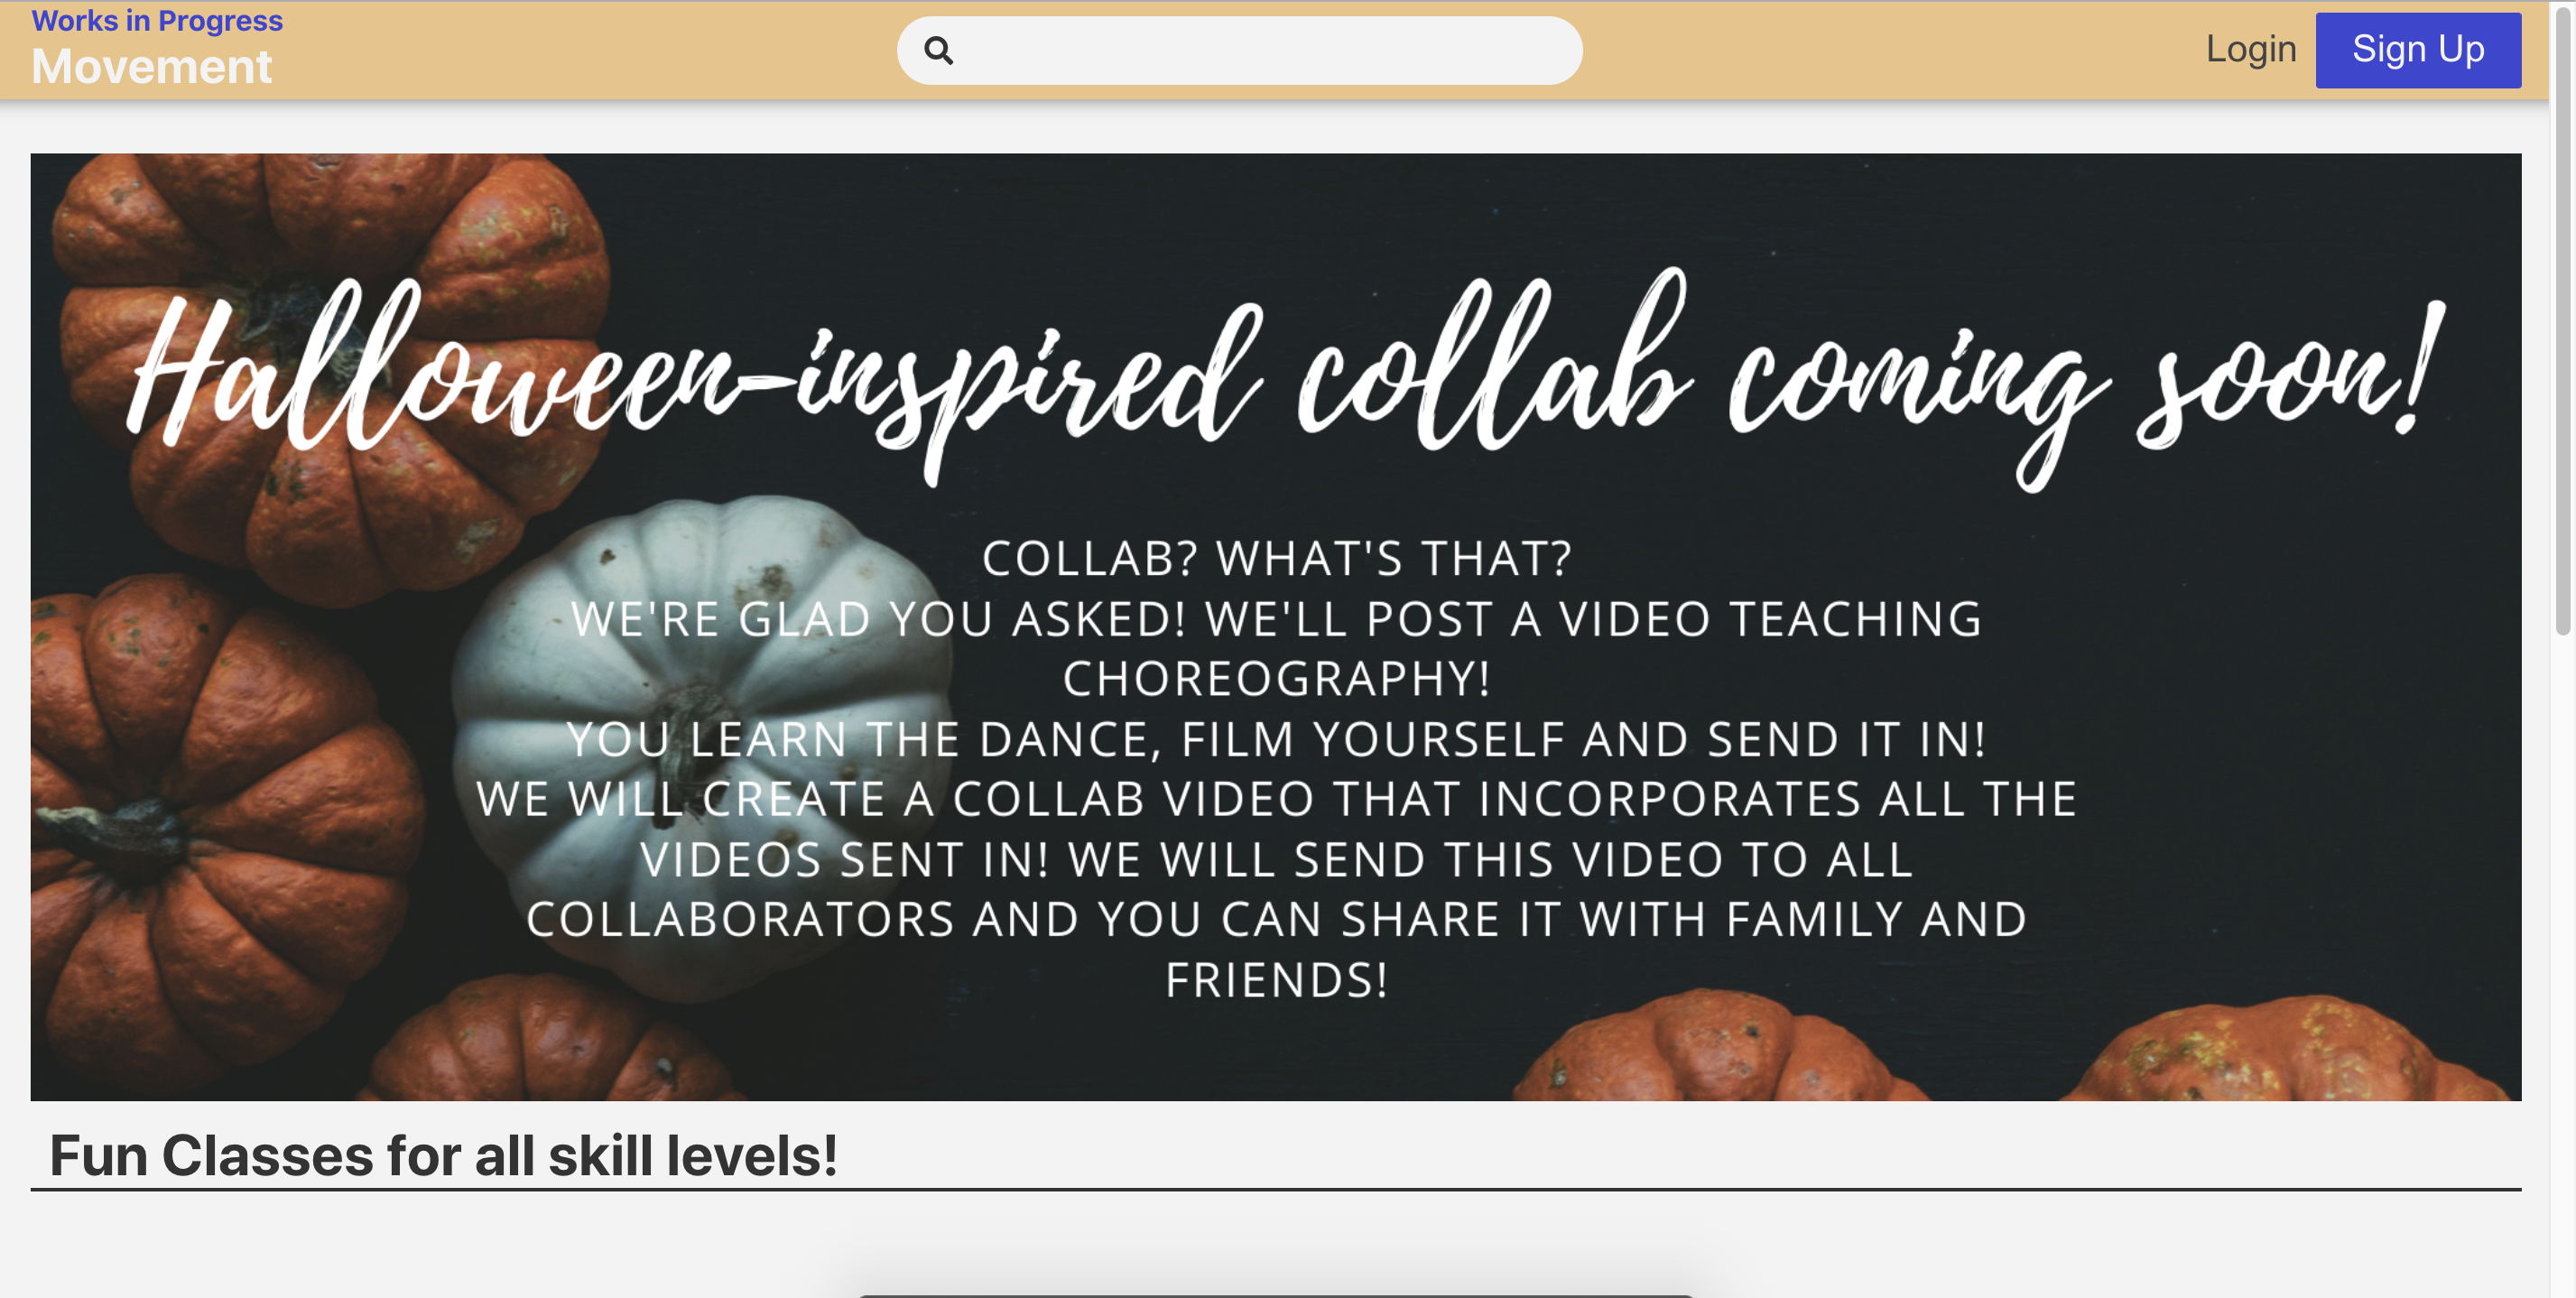 Works in Progress
Movement
Login
Sign Up
Halloween-inspired collab coming soon!
COLLAB? WHAT'S THAT?
WE'RE GLAD YOU ASKED! WE'LL POST A VIDEO TEACHING
CHOREOGRAPHY!
YOU LEARN THE DANCE, FILM YOURSELF AND SEND IT IN!
WE WILL CREATE A COLLAB VIDEO THAT INCORPORATES ALL THE
VIDEOS SENT IN! WE WILL SEND THIS VIDEO TO ALL
COLLABORATORS AND YOU CAN SHARE IT WITH FAMILY AND
FRIENDS!
Fun Classes for all skill levels!